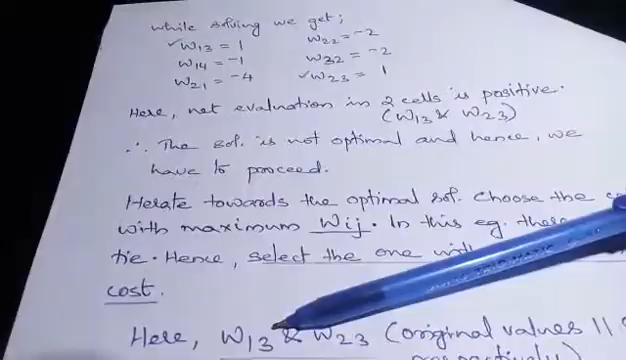 while solving we get;
✓W13 = 1 W22 = -2
W14 = -1 W32 = -2
W21 = -4 ✓W23 = 1
Here, net evaluation in 2 cells is positive.
(W13 & W23)
∴ The sol. is not optimal and hence, we
have to proceed.
Iterate towards the optimal sol. Choose the
with maximum Wij. In this eg. there
tie. Hence, select the one with
cost.
Here, W13 & W23 (original values 11
respectively)